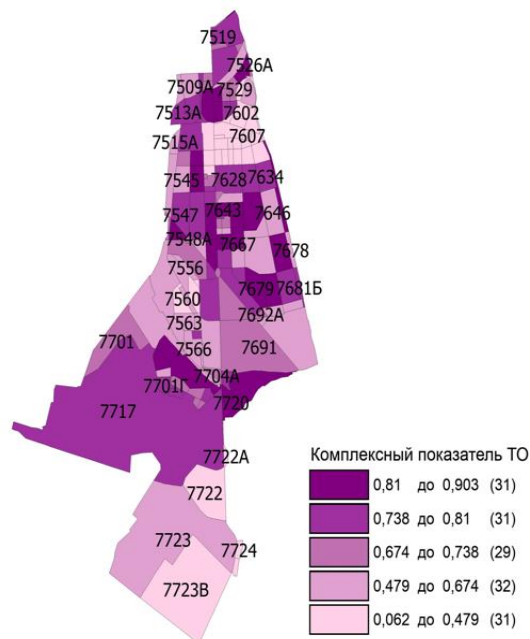 7519
7526А
7509А
7529
7513А
7602
7607
7515А
7545
7628
7634
7547
7643
7646
7548А
7667
7678
7556
7679
7681Б
7560
7692А
7563
7701
7566
7691
7704А
7701Г
7717
7720
7722А
7722
7723
7724
7723В
Комплексный показатель ТО
0,81 до 0,903 (31)
0,738 до 0,81 (31)
0,674 до 0,738 (29)
0,479 до 0,674 (32)
0,062 до 0,479 (31)